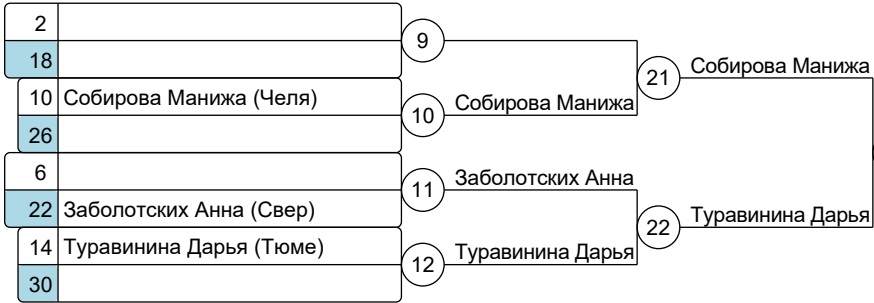 2
9
18
21 Собирова Манижа
10 Собирова Манижа (Челя)
10 Собирова Манижа
26
6
11 Заболотских Анна
22 Заболотских Анна (Свер)
22 Туравинина Дарья
14 Туравинина Дарья (Тюме)
12 Туравинина Дарья
30